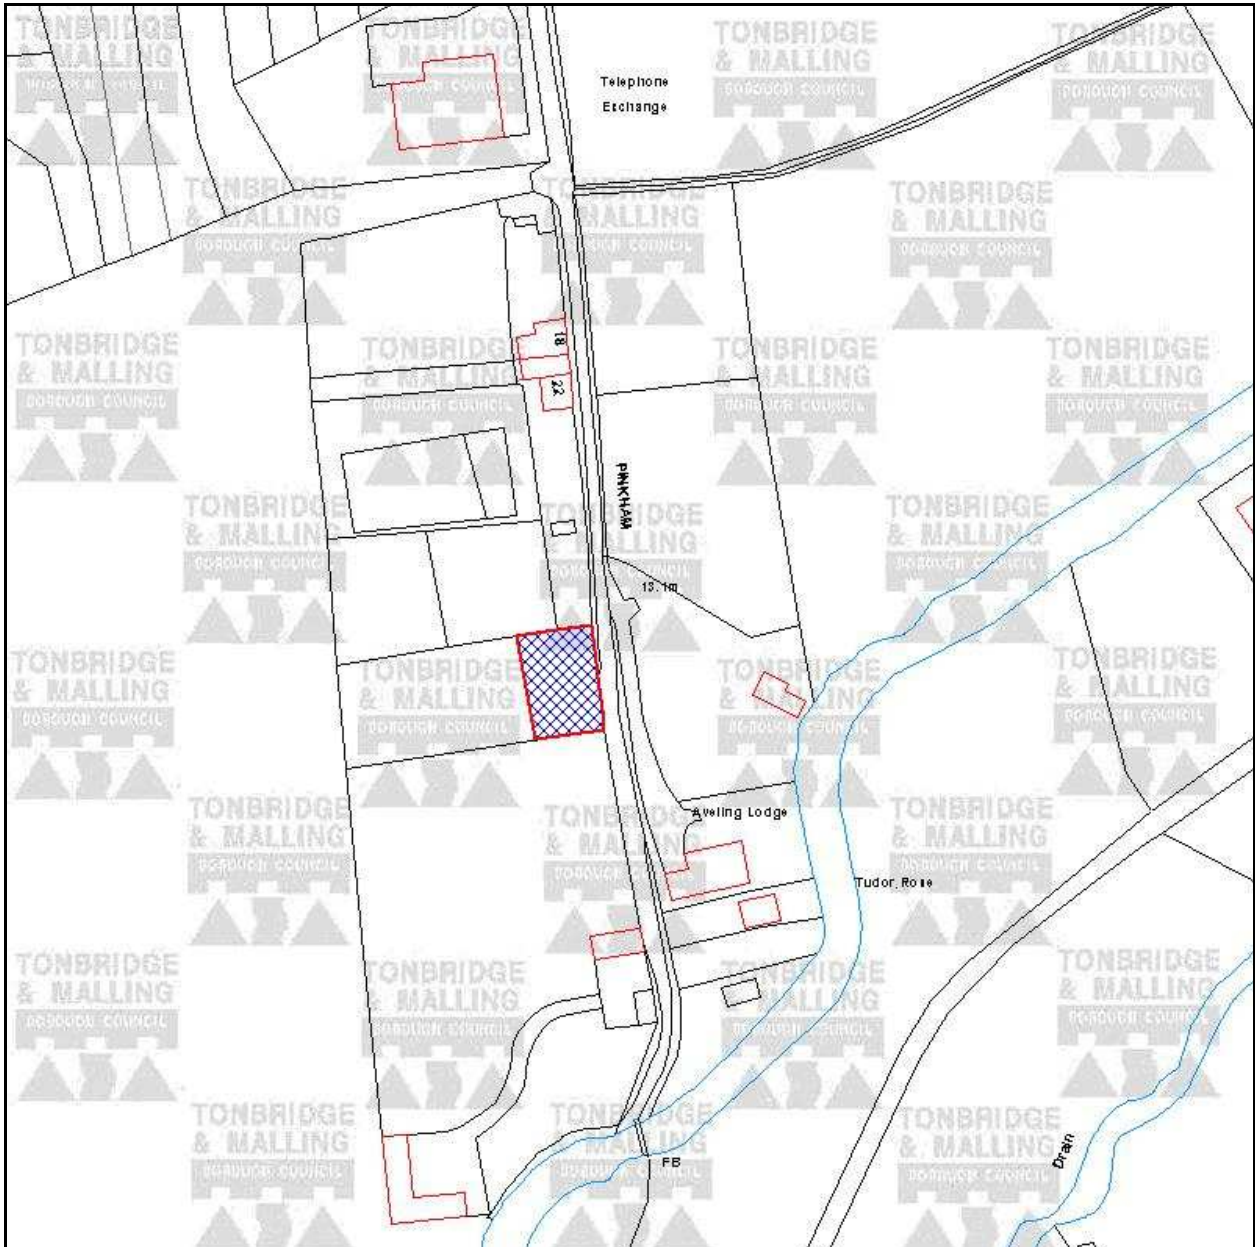 TONBRIDGE
& MALLING
BOROUGH COUNCIL
Telephone
Exchange
18
22
PINKHAM
13.1m
Aveling Lodge
Tudor Rose
FB
Drain